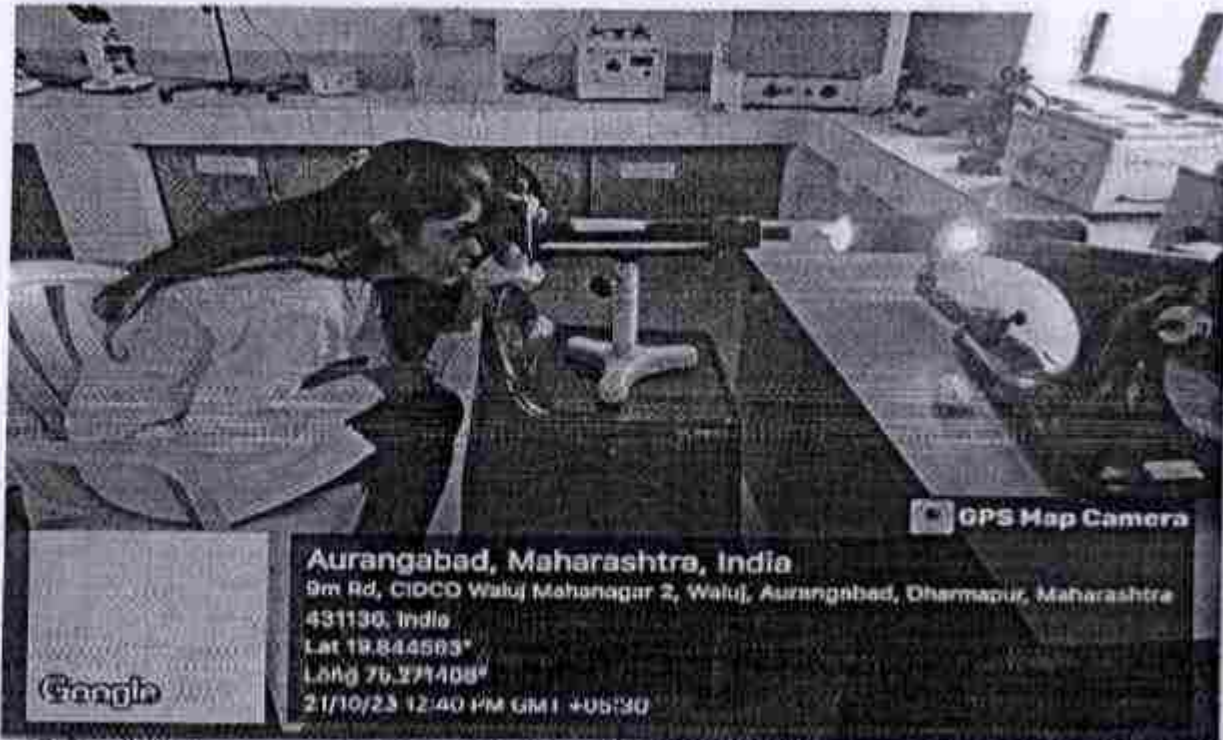 GPS Map Camera
Aurangabad, Maharashtra, India
9m Rd, CIDCO Waluj Mahanagar 2, Waluj, Aurangabad, Dharmapur, Maharashtra
431136, India
Lat 19.844593°
Long 75.271408°
21/10/23 12:40 PM GMT +05:30
Google